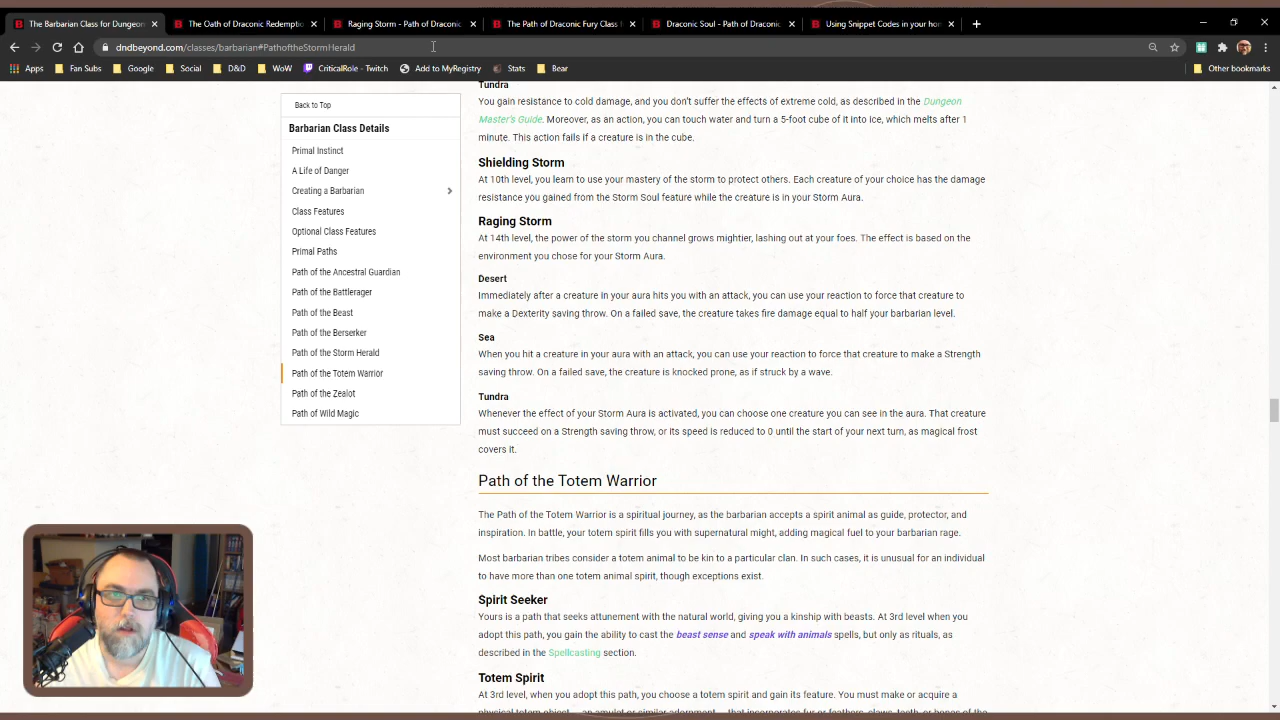 The Barbarian Class for Dungeon
The Oath of Draconic Redemptio
Raging Storm - Path of Draconic
The Path of Draconic Fury Class
Draconic Soul - Path of Draconic
Using Snippet Codes in your hor
dndbeyond.com/classes/barbarian#PathoftheStormHerald
Apps
Fan Subs
Google
Social
D&D
WoW
CriticalRole - Twitch
Add to MyRegistry
Stats
Bear
Other bookmarks
Back to Top
Barbarian Class Details
Primal Instinct
A Life of Danger
Creating a Barbarian
Class Features
Optional Class Features
Primal Paths
Path of the Ancestral Guardian
Path of the Battlerager
Path of the Beast
Path of the Berserker
Path of the Storm Herald
Path of the Totem Warrior
Path of the Zealot
Path of Wild Magic
Tundra
You gain resistance to cold damage, and you don't suffer the effects of extreme cold, as described in the Dungeon
Master's Guide. Moreover, as an action, you can touch water and turn a 5-foot cube of it into ice, which melts after 1
minute. This action fails if a creature is in the cube.
Shielding Storm
At 10th level, you learn to use your mastery of the storm to protect others. Each creature of your choice has the damage
resistance you gained from the Storm Soul feature while the creature is in your Storm Aura.
Raging Storm
At 14th level, the power of the storm you channel grows mightier, lashing out at your foes. The effect is based on the
environment you chose for your Storm Aura.
Desert
Immediately after a creature in your aura hits you with an attack, you can use your reaction to force that creature to
make a Dexterity saving throw. On a failed save, the creature takes fire damage equal to half your barbarian level.
Sea
When you hit a creature in your aura with an attack, you can use your reaction to force that creature to make a Strength
saving throw. On a failed save, the creature is knocked prone, as if struck by a wave.
Tundra
Whenever the effect of your Storm Aura is activated, you can choose one creature you can see in the aura. That creature
must succeed on a Strength saving throw, or its speed is reduced to 0 until the start of your next turn, as magical frost
covers it.
Path of the Totem Warrior
The Path of the Totem Warrior is a spiritual journey, as the barbarian accepts a spirit animal as guide, protector, and
inspiration. In battle, your totem spirit fills you with supernatural might, adding magical fuel to your barbarian rage.
Most barbarian tribes consider a totem animal to be kin to a particular clan. In such cases, it is unusual for an individual
to have more than one totem animal spirit, though exceptions exist.
Spirit Seeker
Yours is a path that seeks attunement with the natural world, giving you a kinship with beasts. At 3rd level when you
adopt this path, you gain the ability to cast the beast sense and speak with animals spells, but only as rituals, as
described in the Spellcasting section.
Totem Spirit
At 3rd level, when you adopt this path, you choose a totem spirit and gain its feature. You must make or acquire a
physical totem object — an amulet or similar adornment — that incorporates fur or feathers, claws, teeth, or bones of the